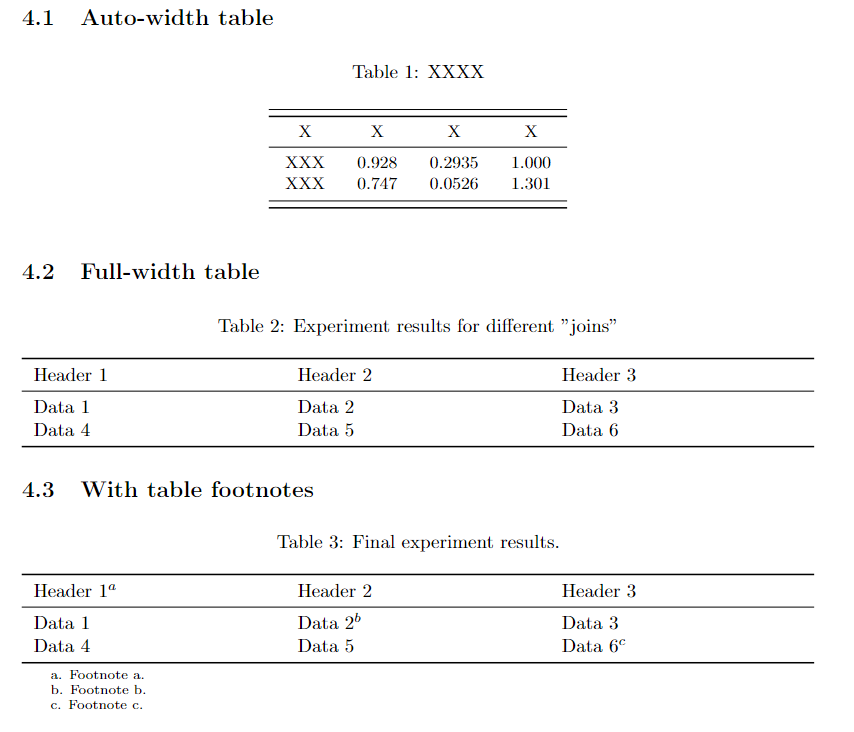 4.1 Auto-width table
Table 1: XXXX
X X X X
XXX 0.928 0.2935 1.000
XXX 0.747 0.0526 1.301
4.2 Full-width table
Table 2: Experiment results for different ”joins”
Header 1 Header 2 Header 3
Data 1 Data 2 Data 3
Data 4 Data 5 Data 6
4.3 With table footnotes
Table 3: Final experiment results.
Header 1ᵃ Header 2 Header 3
Data 1 Data 2ᵇ Data 3
Data 4 Data 5 Data 6ᶜ
a. Footnote a.
b. Footnote b.
c. Footnote c.